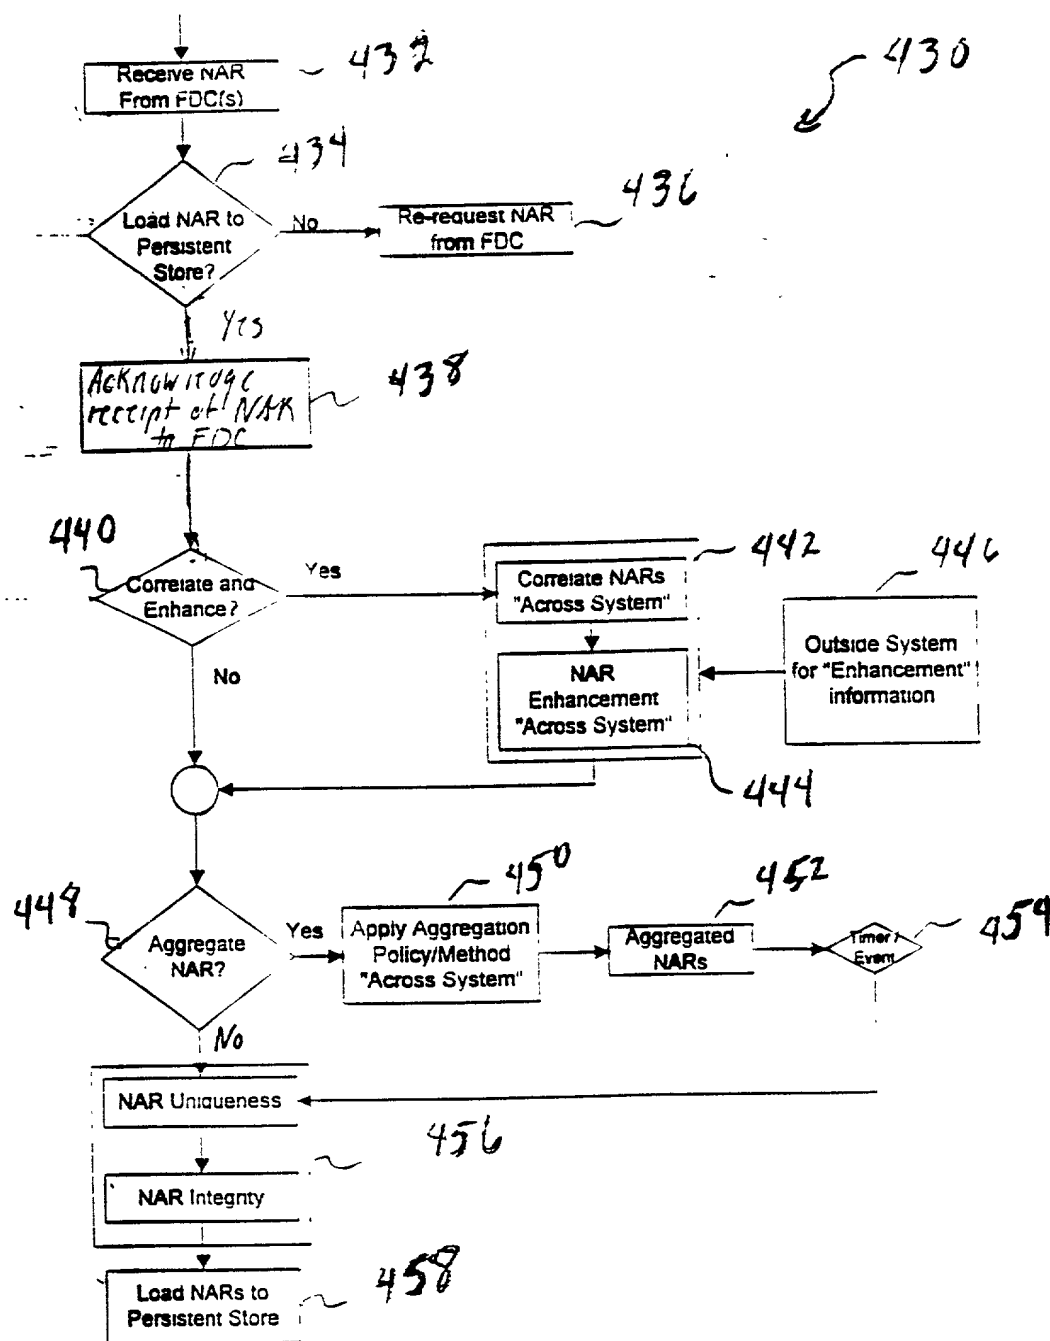 432
430
Receive NAR
From FDC(s)
434
436
Load NAR to
Persistent
Store?
No
Re-request NAR
from FDC
Yes
438
Acknowledge
receipt of NAR
to FDC
440
442
446
Correlate and
Enhance?
Yes
Correlate NARs
"Across System"
Outside System
for "Enhancement"
information
No
NAR
Enhancement
"Across System"
444
450
452
448
454
Aggregate
NAR?
Yes
Apply Aggregation
Policy/Method
"Across System"
Aggregated
NARs
Timer /
Event
No
NAR Uniqueness
456
NAR Integrity
458
Load NARs to
Persistent Store